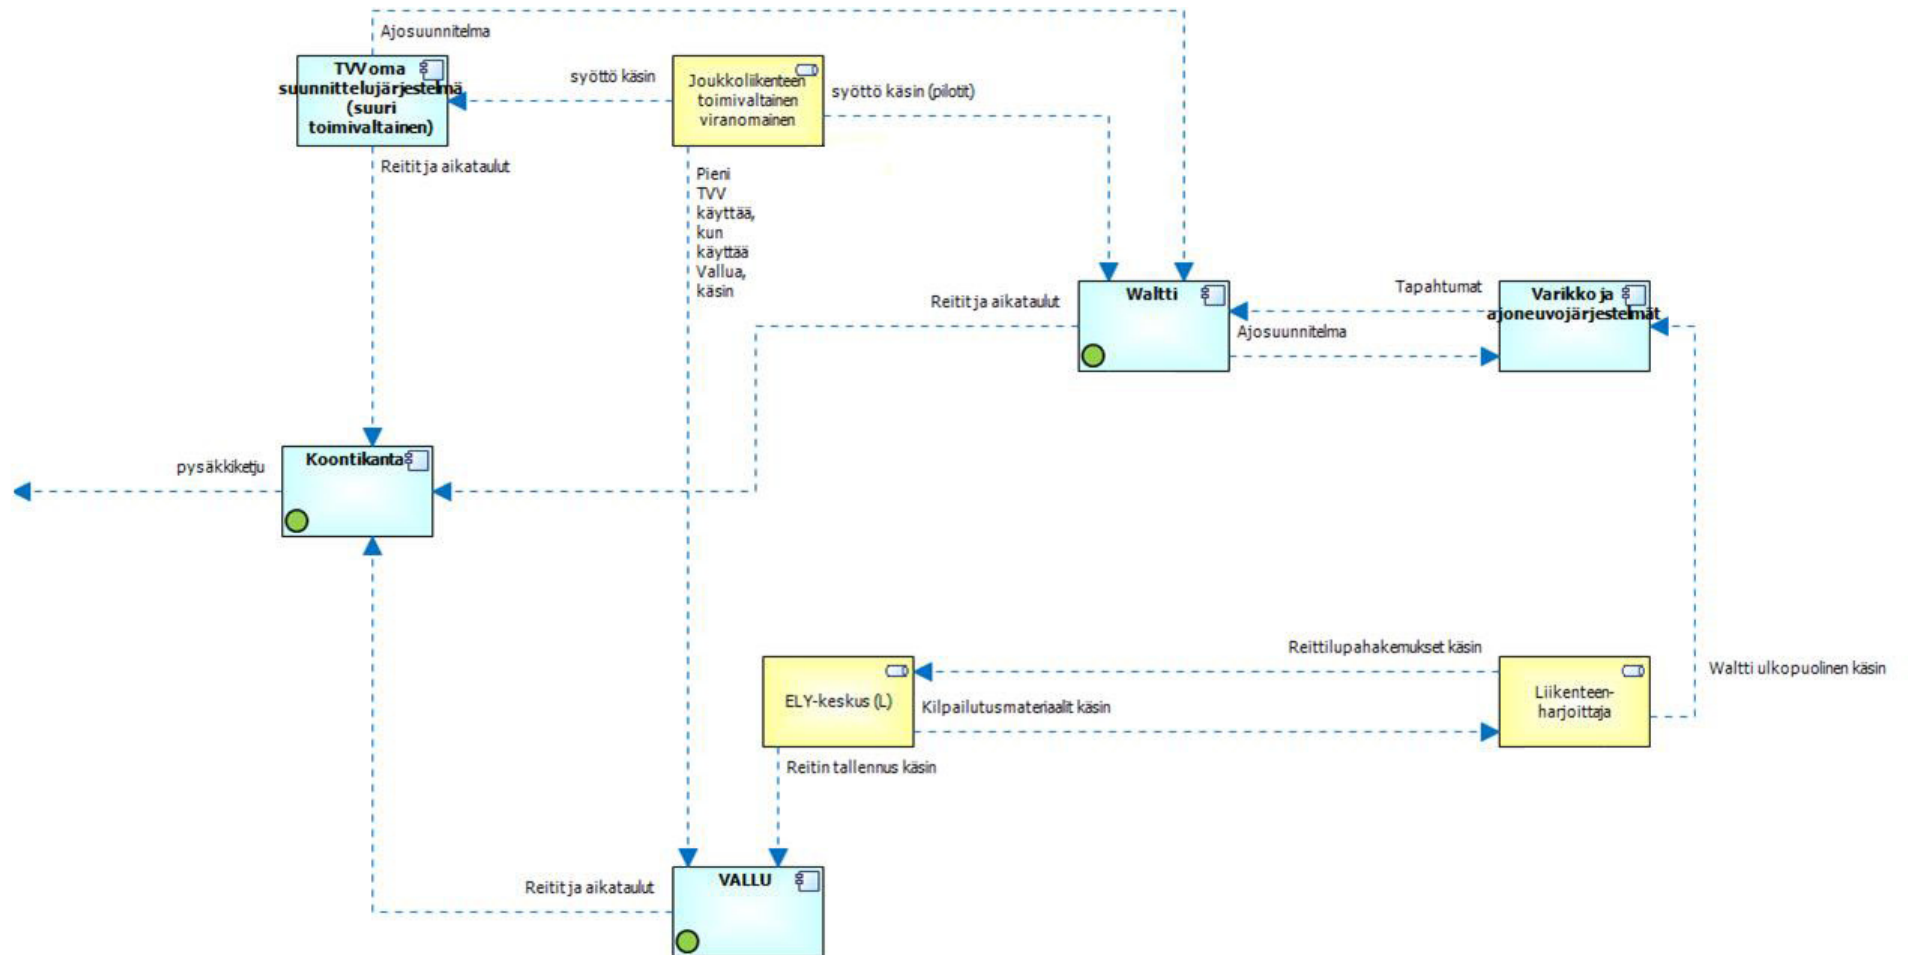 Ajosuunnitelma
TVV oma
suunnittelujärjestelmä
(suuri
toimivaltainen)
syöttö käsin
Joukkoliikenteen
toimivaltainen
viranomainen
syöttö käsin (pilotit)
Reitit ja aikataulut
Pieni
TVV
käyttää,
kun
käyttää
Vallua,
käsin
Reitit ja aikataulut
Waltti
Tapahtumat
Ajosuunnitelma
Varikko ja
ajoneuvojärjestelmät
pysäkkiketju
Koontikanta
Reittilupahakemukset käsin
ELY-keskus (L)
Kilpailutusmateriaalit käsin
Liikenteen-
harjoittaja
Waltti ulkopuolinen käsin
Reitin tallennus käsin
Reitit ja aikataulut
VALLU